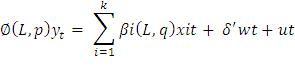 ∅(L,p)yₜ = ∑ᵢ₌₁ᵏ βi(L,q)xit + δ′wt + ut